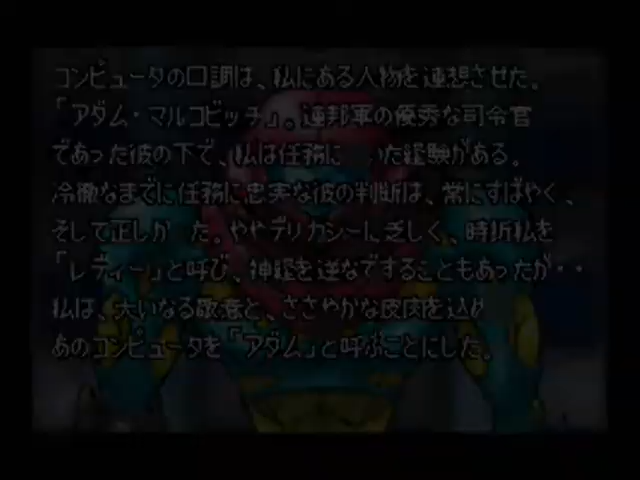 コンピュータの口調は、私にある人物を連想させた。
「アダム・マルコビッチ」。連邦軍の優秀な司令官
であった彼の下で、私は任務に いた経験がある。
冷徹なまでに任務に忠実な彼の判断は、常にすばやく、
そして正しか た。ややデリカシーに乏しく、時折私を
「レディー」と呼び、神経を逆なですることもあったが・・
私は、大いなる敬意と、ささやかな皮肉を込め
あのコンピュータを「アダム」と呼ぶことにした。